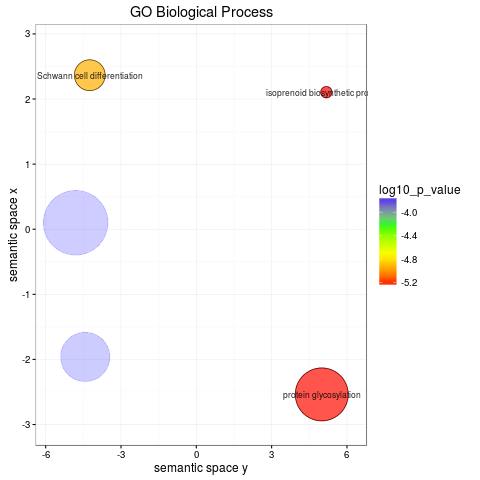 GO Biological Process
3
2
1
0
-1
-2
-3
semantic space x
Schwann cell differentiation
isoprenoid biosynthetic pro
protein glycosylation
-6
-3
0
3
6
semantic space y
log10_p_value
-4.0
-4.4
-4.8
-5.2